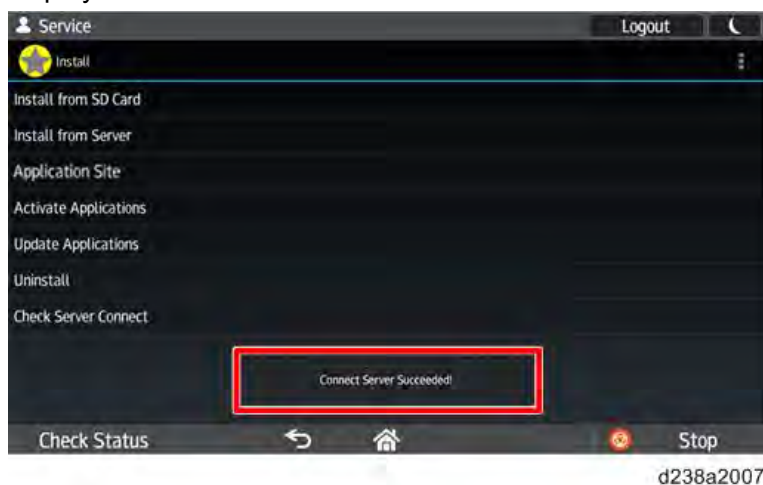 Service
Logout
Install
Install from SD Card
Install from Server
Application Site
Activate Applications
Update Applications
Uninstall
Check Server Connect
Connect Server Succeeded!
Check Status
Stop
d238a2007